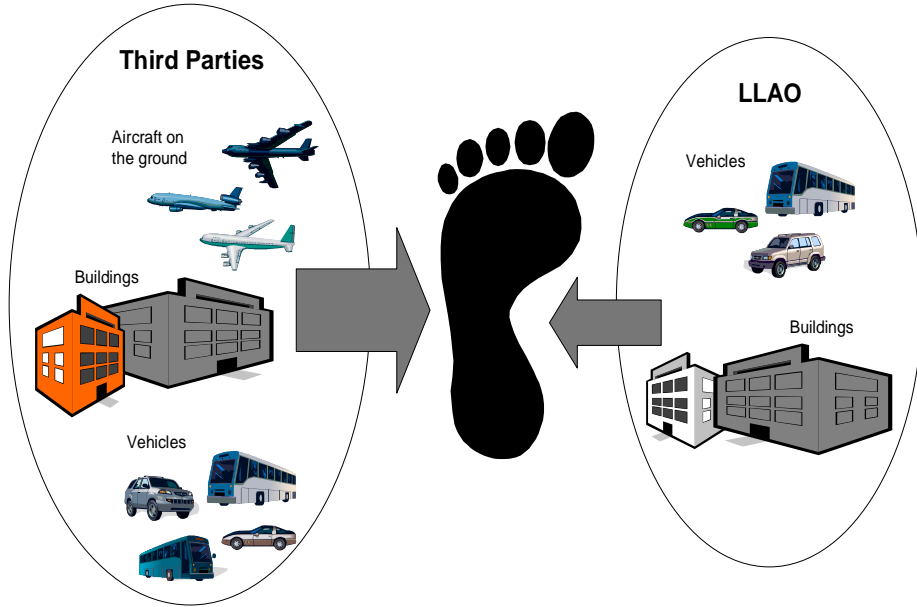 Third Parties
Aircraft on
the ground
Buildings
Vehicles
LLAO
Vehicles
Buildings